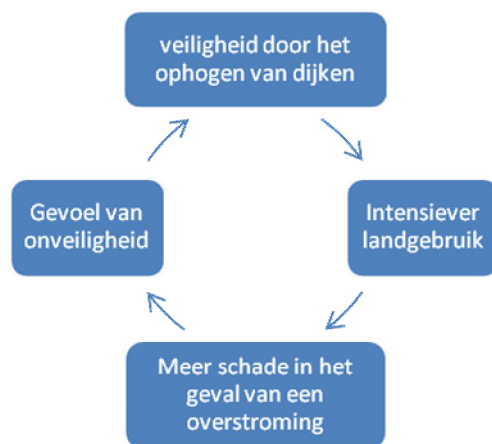 veiligheid door het
ophogen van dijken
Intensiever
landgebruik
Meer schade in het
geval van een
overstroming
Gevoel van
onveiligheid